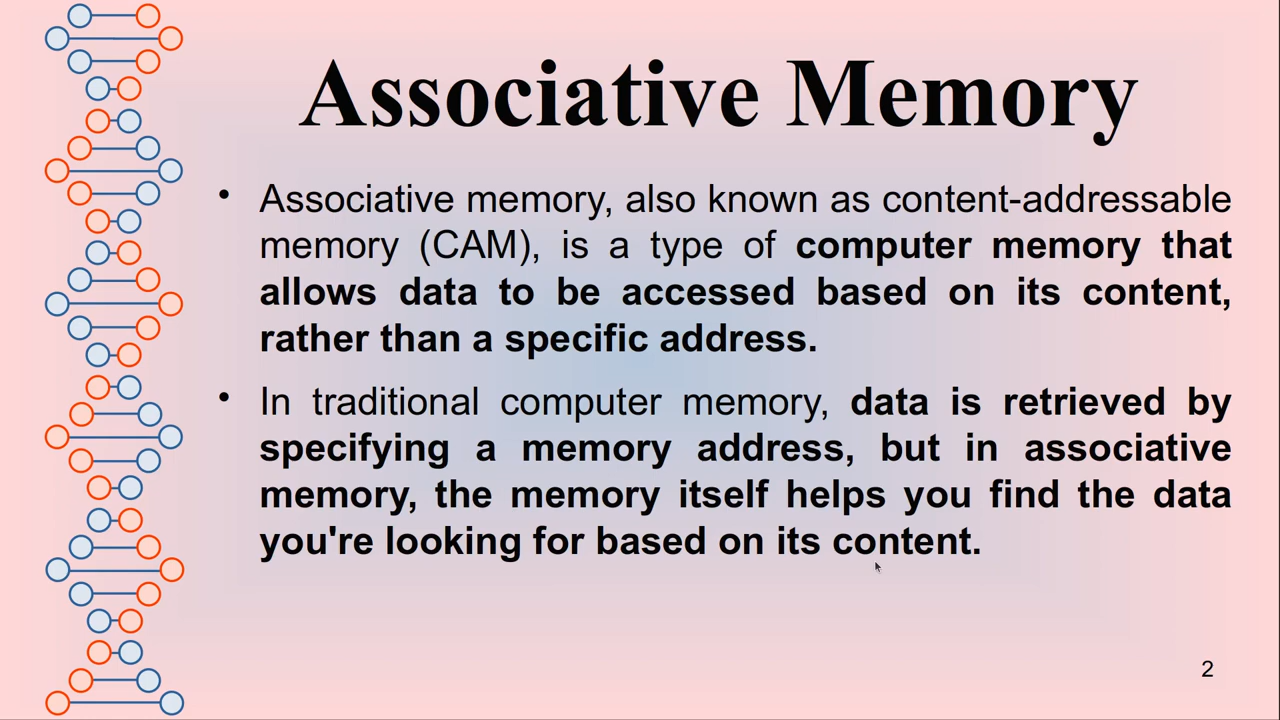 Associative Memory
• Associative memory, also known as content-addressable
memory (CAM), is a type of computer memory that
allows data to be accessed based on its content,
rather than a specific address.
• In traditional computer memory, data is retrieved by
specifying a memory address, but in associative
memory, the memory itself helps you find the data
you're looking for based on its content.
2